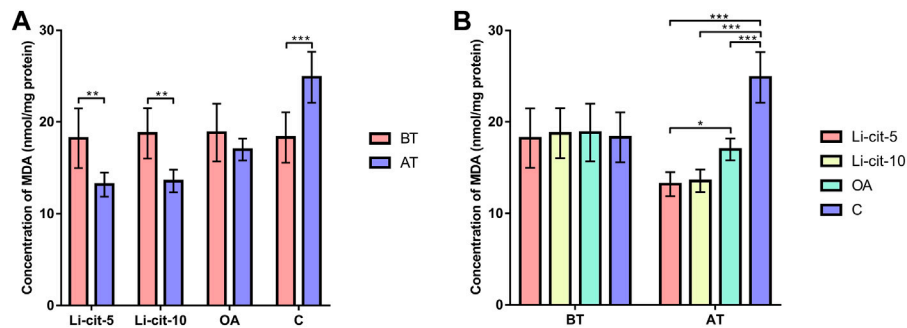 A
Concentration of MDA (nmol/mg protein)
30
20
10
0
**
**
***
Li-cit-5 Li-cit-10 OA C
BT
AT
B
Concentration of MDA (nmol/mg protein)
30
20
10
0
***
***
***
*
BT AT
Li-cit-5
Li-cit-10
OA
C